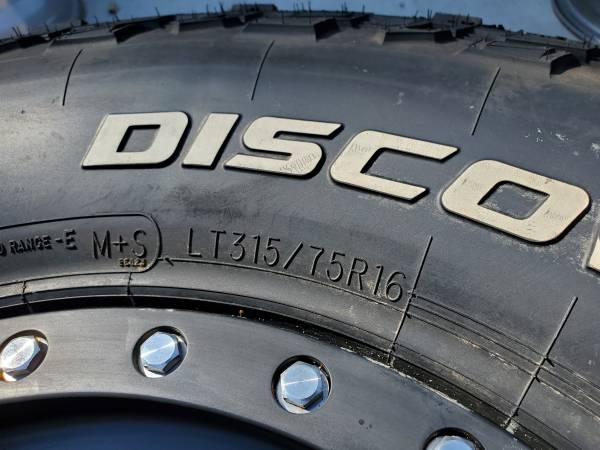 DISCO
RANGE-E M+S LT315/75R16